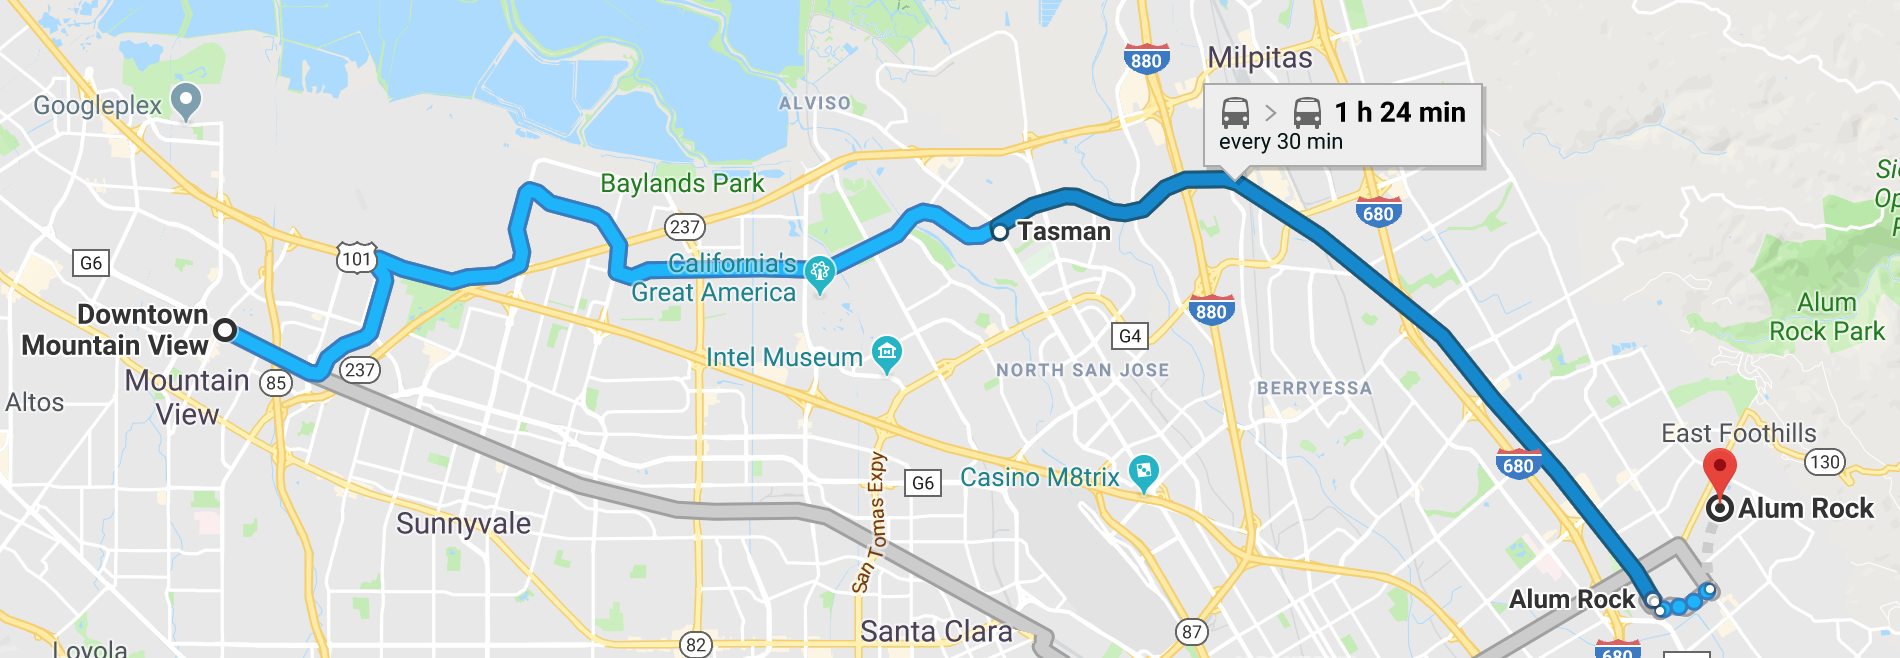 880
Milpitas
Googleplex
ALVISO
1 h 24 min
every 30 min
Baylands Park
237
680
Tasman
G6
101
California's
Great America
Alum
Rock Park
880
Downtown
Mountain View
G4
Intel Museum
NORTH SAN JOSE
237
85
Mountain
View
BERRYESSA
Altos
East Foothills
130
680
Casino M8trix
G6
San Tomas Expy
Alum Rock
Sunnyvale
Alum Rock
Santa Clara
87
82
Loyola
680